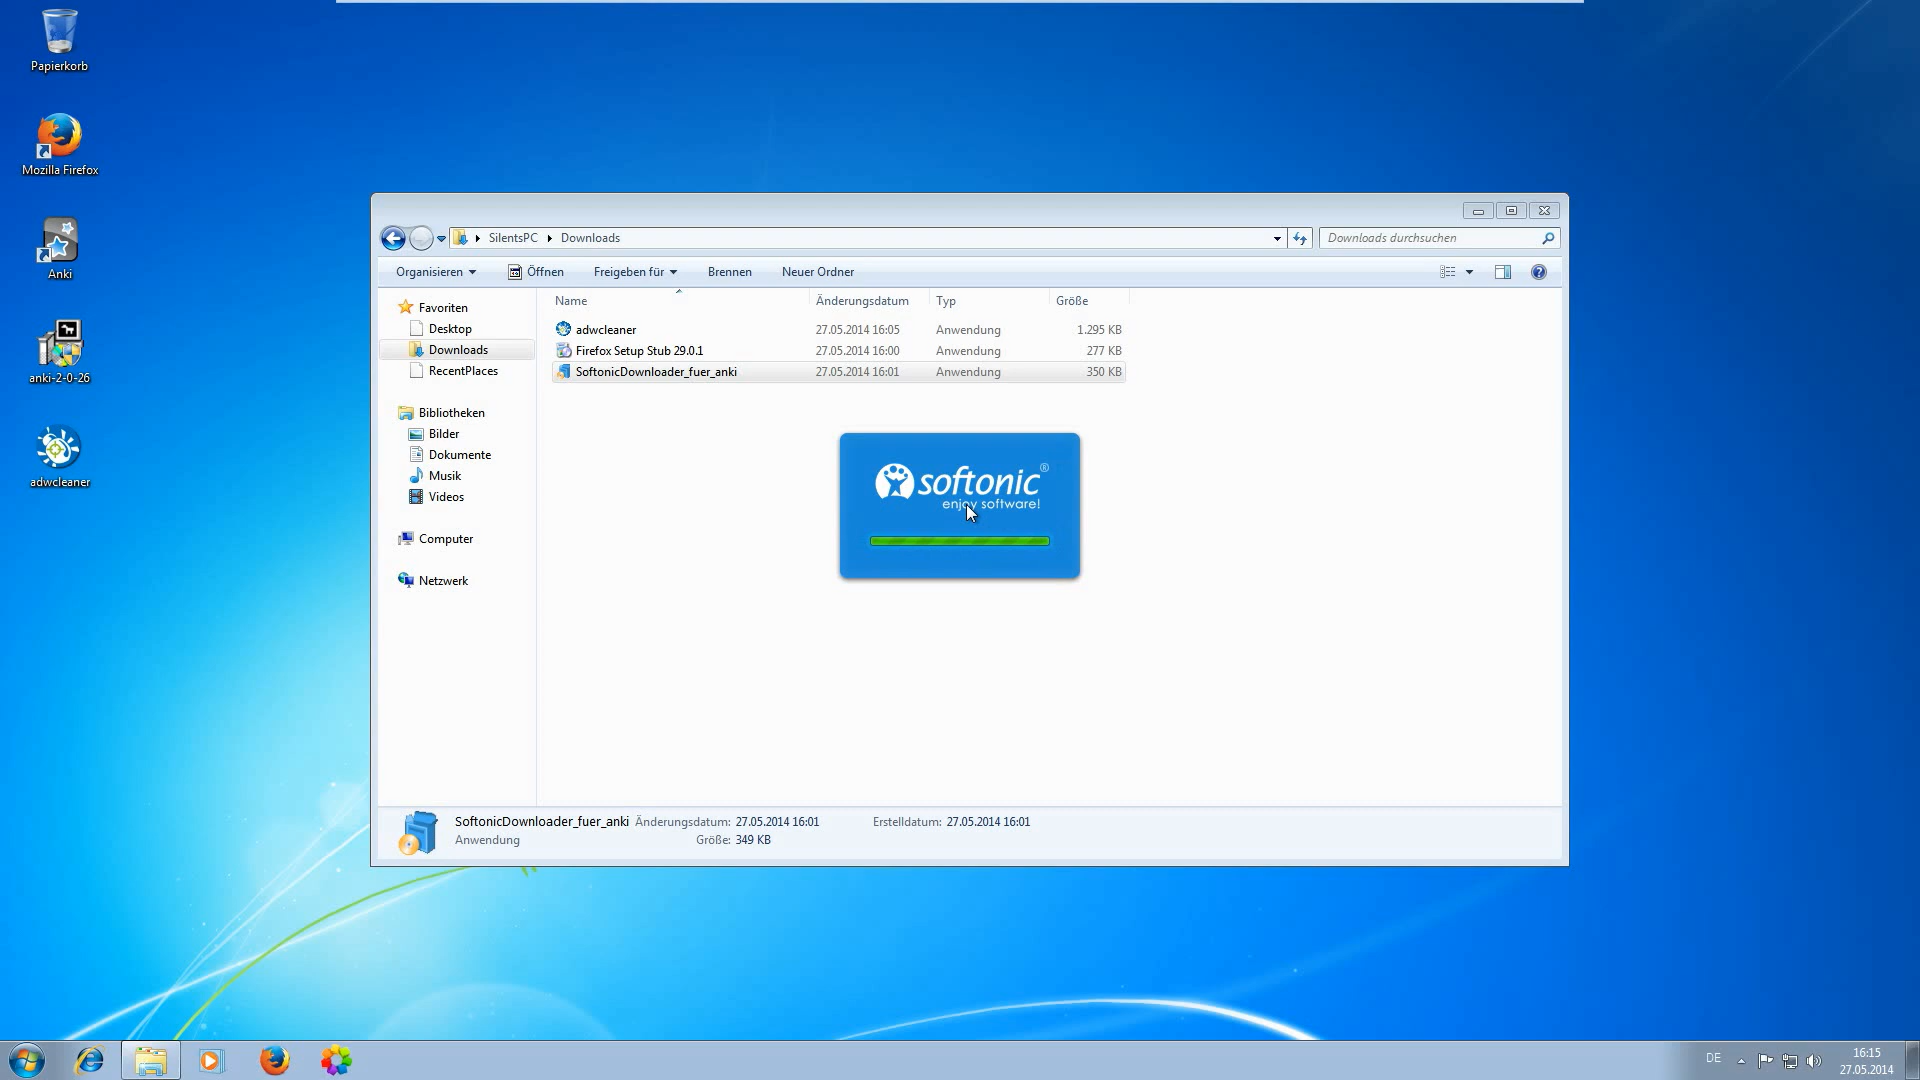 Papierkorb
Mozilla Firefox
Anki
anki-2-0-26
adwcleaner
SilentsPC Downloads
Downloads durchsuchen
Organisieren Öffnen Freigeben für Brennen Neuer Ordner
Name Änderungsdatum Typ Größe
adwcleaner 27.05.2014 16:05 Anwendung 1.295 KB
Firefox Setup Stub 29.0.1 27.05.2014 16:00 Anwendung 277 KB
SoftonicDownloader_fuer_anki 27.05.2014 16:01 Anwendung 350 KB
Favoriten
Desktop
Downloads
RecentPlaces
Bibliotheken
Bilder
Dokumente
Musik
Videos
Computer
Netzwerk
softonic®
enjoy software!
SoftonicDownloader_fuer_anki Änderungsdatum: 27.05.2014 16:01 Erstelldatum: 27.05.2014 16:01
Anwendung Größe: 349 KB
DE
16:15
27.05.2014